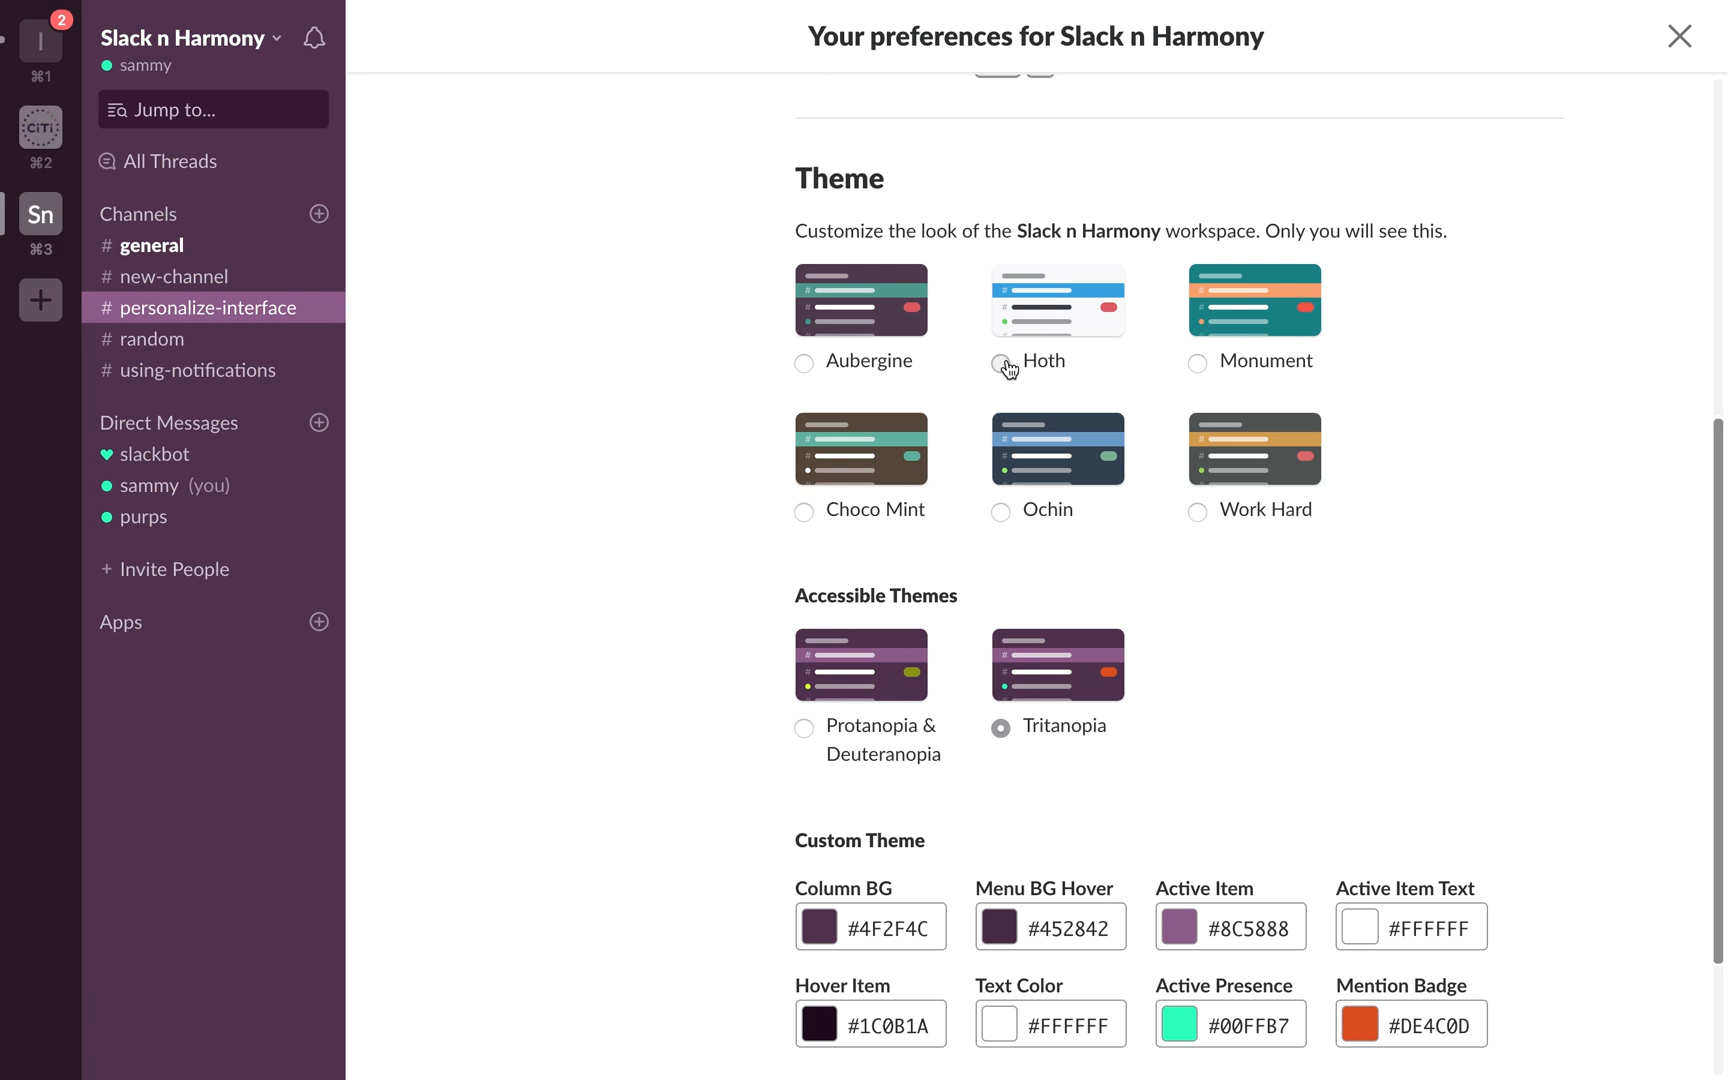 2
I
⌘1
CiTi
⌘2
Sn
⌘3
Slack n Harmony
sammy
Jump to...
All Threads
Channels
# general
# new-channel
# personalize-interface
# random
# using-notifications
Direct Messages
slackbot
sammy (you)
purps
+ Invite People
Apps
Your preferences for Slack n Harmony
Theme
Customize the look of the Slack n Harmony workspace. Only you will see this.
Aubergine
Hoth
Monument
Choco Mint
Ochin
Work Hard
Accessible Themes
Protanopia &
Deuteranopia
Tritanopia
Custom Theme
Column BG
Menu BG Hover
Active Item
Active Item Text
#4F2F4C
#452842
#8C5888
#FFFFFF
Hover Item
Text Color
Active Presence
Mention Badge
#1C0B1A
#FFFFFF
#00FFB7
#DE4C0D